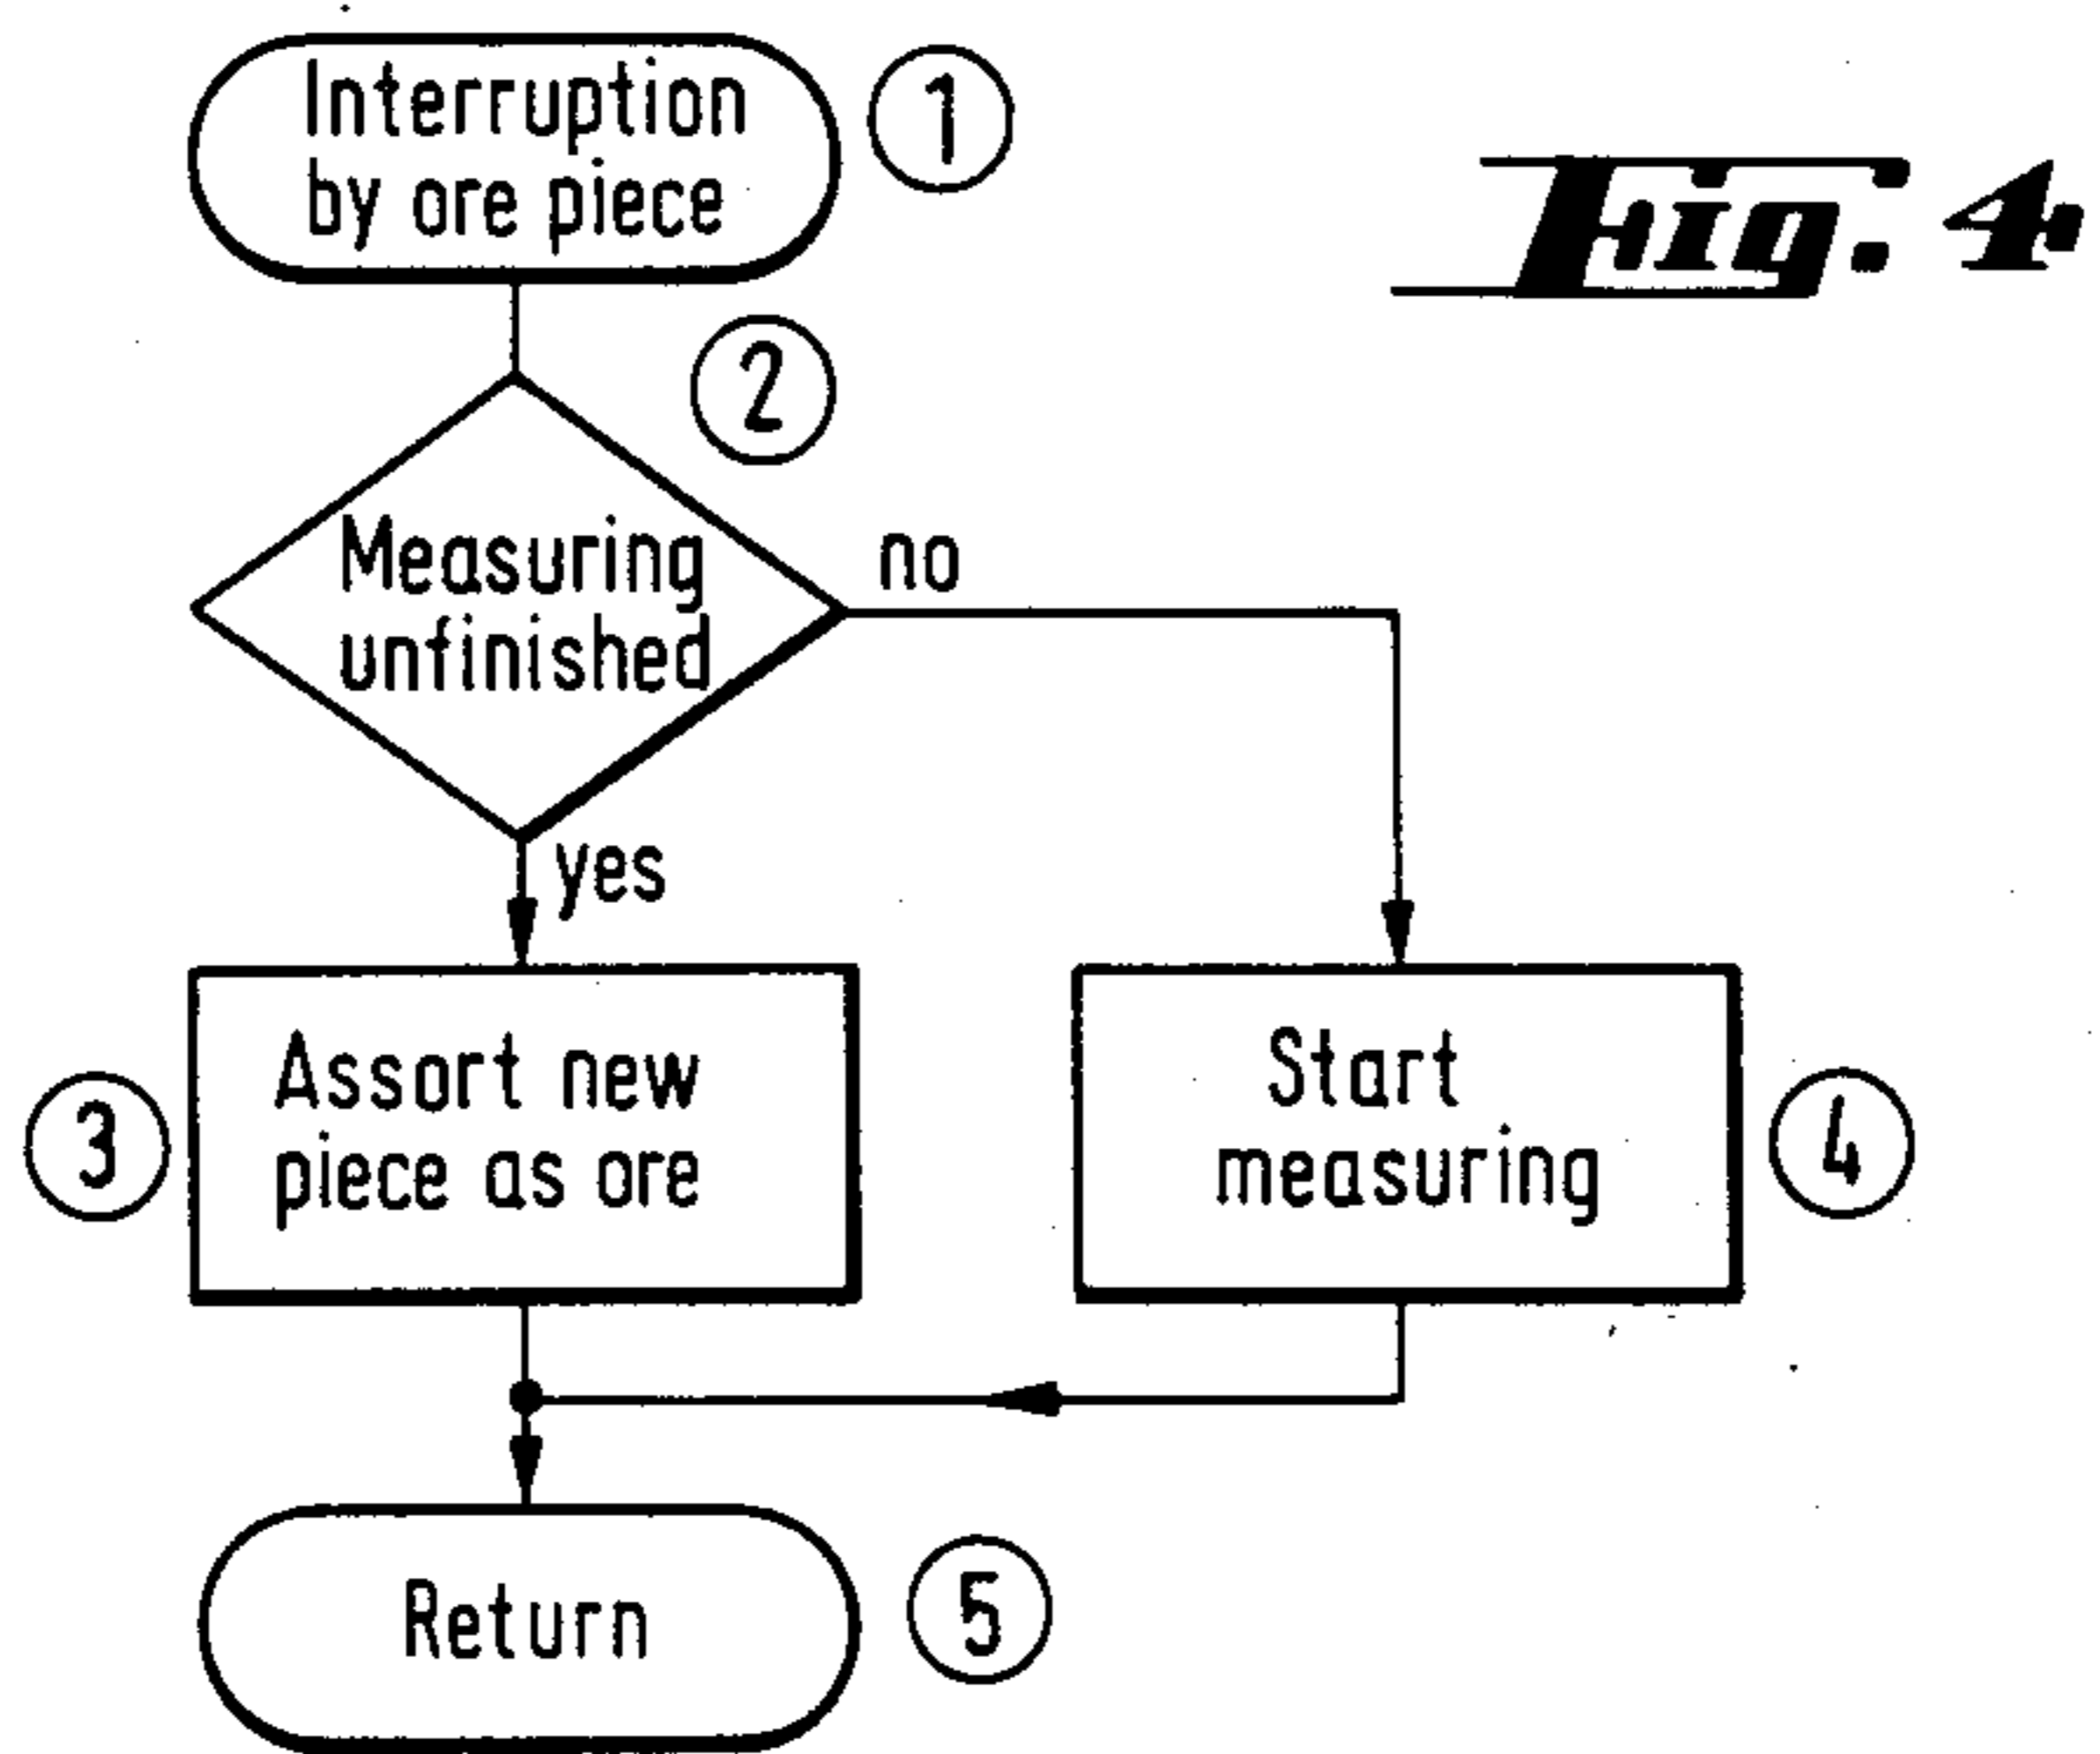 Interruption
by ore piece
1
Fig. 4
2
Measuring
unfinished
no
yes
3
Assort new
piece as ore
Start
measuring
4
Return
5